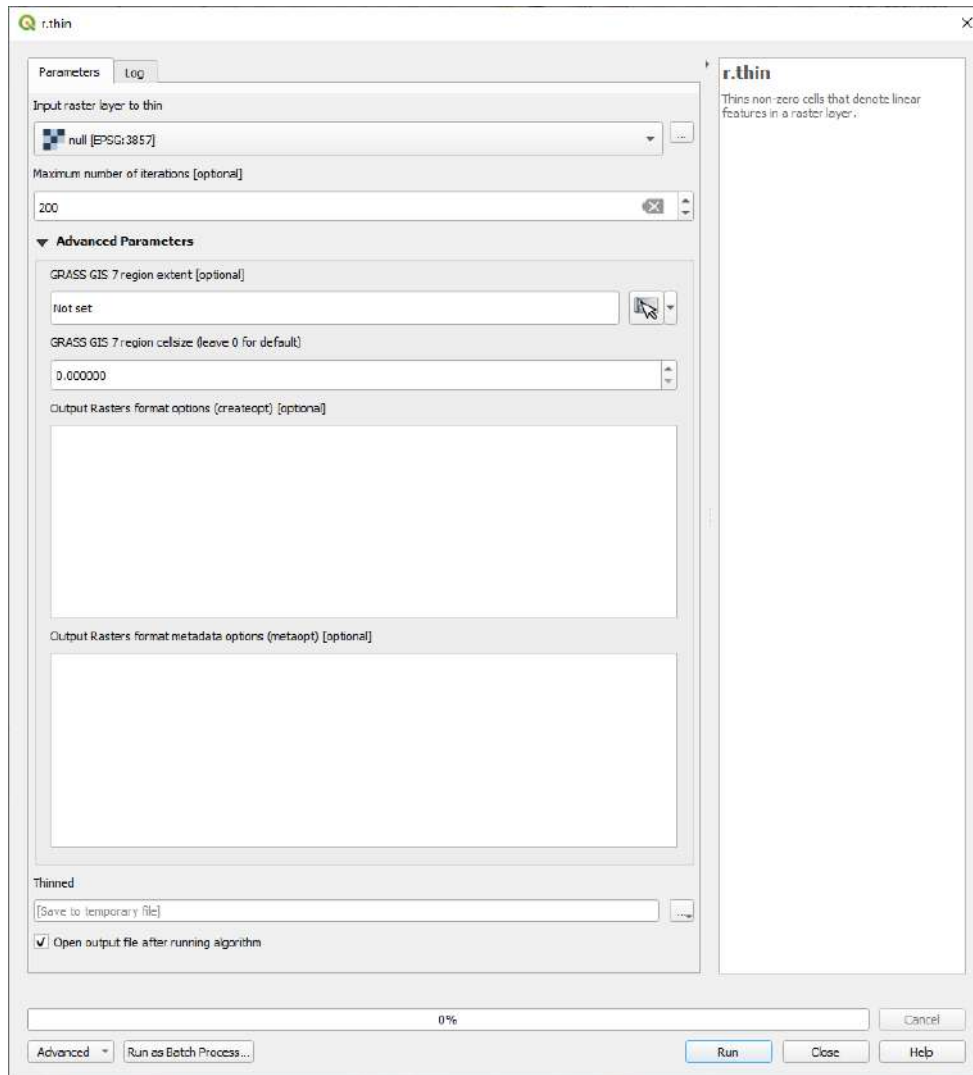 r.thin
Parameters
Log
Input raster layer to thin
null [EPSG:3857]
...
Maximum number of iterations [optional]
200
Advanced Parameters
GRASS GIS 7 region extent [optional]
Not set
GRASS GIS 7 region cellsize (leave 0 for default)
0.000000
Output Rasters format options (createopt) [optional]
Output Rasters format metadata options (metaopt) [optional]
Thinned
[Save to temporary file]
...
Open output file after running algorithm
r.thin
Thins non-zero cells that denote linear
features in a raster layer.
0%
Cancel
Advanced
Run as Batch Process...
Run
Close
Help